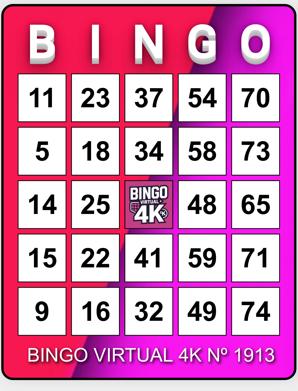 BINGO
11 23 37 54 70
5 18 34 58 73
14 25 BINGO VIRTUAL 4K 48 65
15 22 41 59 71
9 16 32 49 74
BINGO VIRTUAL 4K Nº 1913